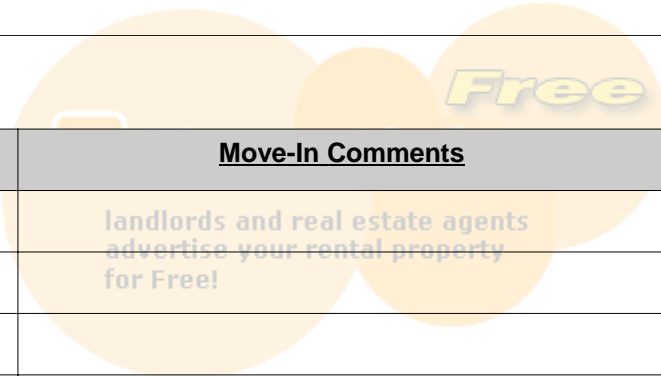 Free
Move-In Comments
landlords and real estate agents
advertise your rental property
for Free!